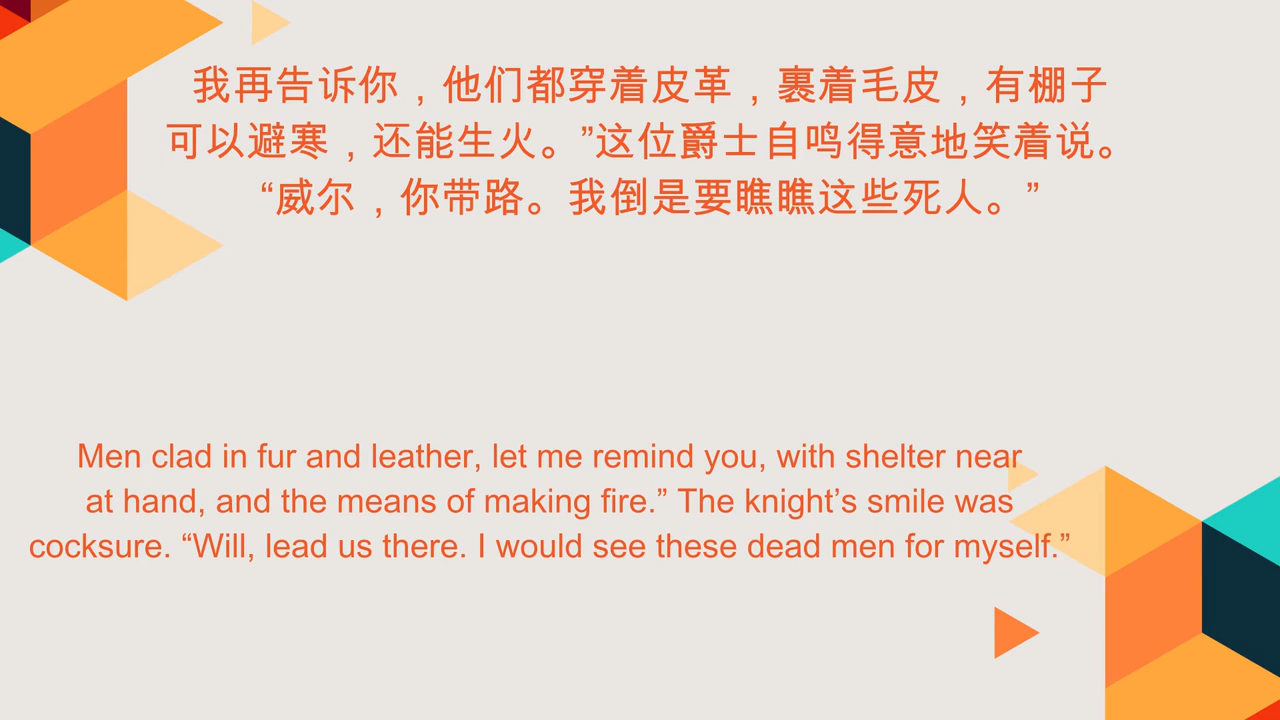 我再告诉你，他们都穿着皮革，裹着毛皮，有棚子
可以避寒，还能生火。”这位爵士自鸣得意地笑着说。
“威尔，你带路。我倒是要瞧瞧这些死人。”
Men clad in fur and leather, let me remind you, with shelter near
at hand, and the means of making fire.” The knight’s smile was
cocksure. “Will, lead us there. I would see these dead men for myself.”